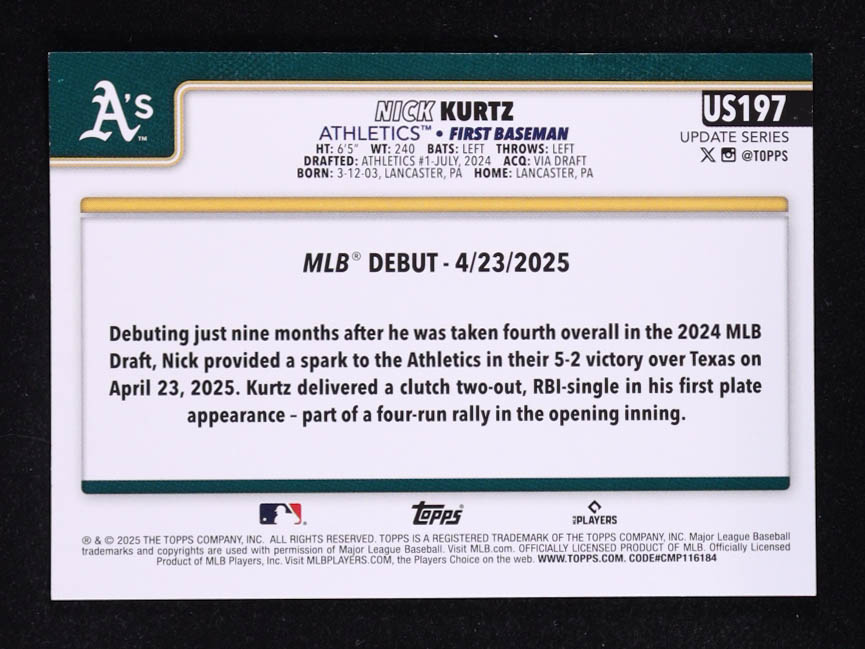 A's™
NICK KURTZ
US197
ATHLETICS™ • FIRST BASEMAN
UPDATE SERIES
HT: 6'5" WT: 240 BATS: LEFT THROWS: LEFT
DRAFTED: ATHLETICS #1-JULY, 2024 ACQ: VIA DRAFT
@TOPPS
BORN: 3-12-03, LANCASTER, PA HOME: LANCASTER, PA
MLB® DEBUT - 4/23/2025
Debuting just nine months after he was taken fourth overall in the 2024 MLB
Draft, Nick provided a spark to the Athletics in their 5-2 victory over Texas on
April 23, 2025. Kurtz delivered a clutch two-out, RBI-single in his first plate
appearance – part of a four-run rally in the opening inning.
Topps®
MLB PLAYERS
® & © 2025 THE TOPPS COMPANY, INC. ALL RIGHTS RESERVED. TOPPS IS A REGISTERED TRADEMARK OF THE TOPPS COMPANY, INC. Major League Baseball
trademarks and copyrights are used with permission of Major League Baseball. Visit MLB.com. OFFICIALLY LICENSED PRODUCT OF MLB. Officially Licensed
Product of MLB Players, Inc. Visit MLBPLAYERS.COM, the Players Choice on the web. WWW.TOPPS.COM. CODE#CMP116184